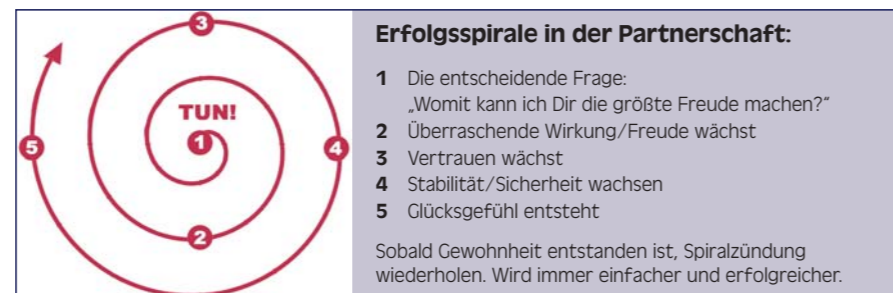 3
TUN!
1
5
4
2
Erfolgsspirale in der Partnerschaft:
1 Die entscheidende Frage:
„Womit kann ich Dir die größte Freude machen?“
2 Überraschende Wirkung/Freude wächst
3 Vertrauen wächst
4 Stabilität/Sicherheit wachsen
5 Glücksgefühl entsteht
Sobald Gewohnheit entstanden ist, Spiralzündung
wiederholen. Wird immer einfacher und erfolgreicher.